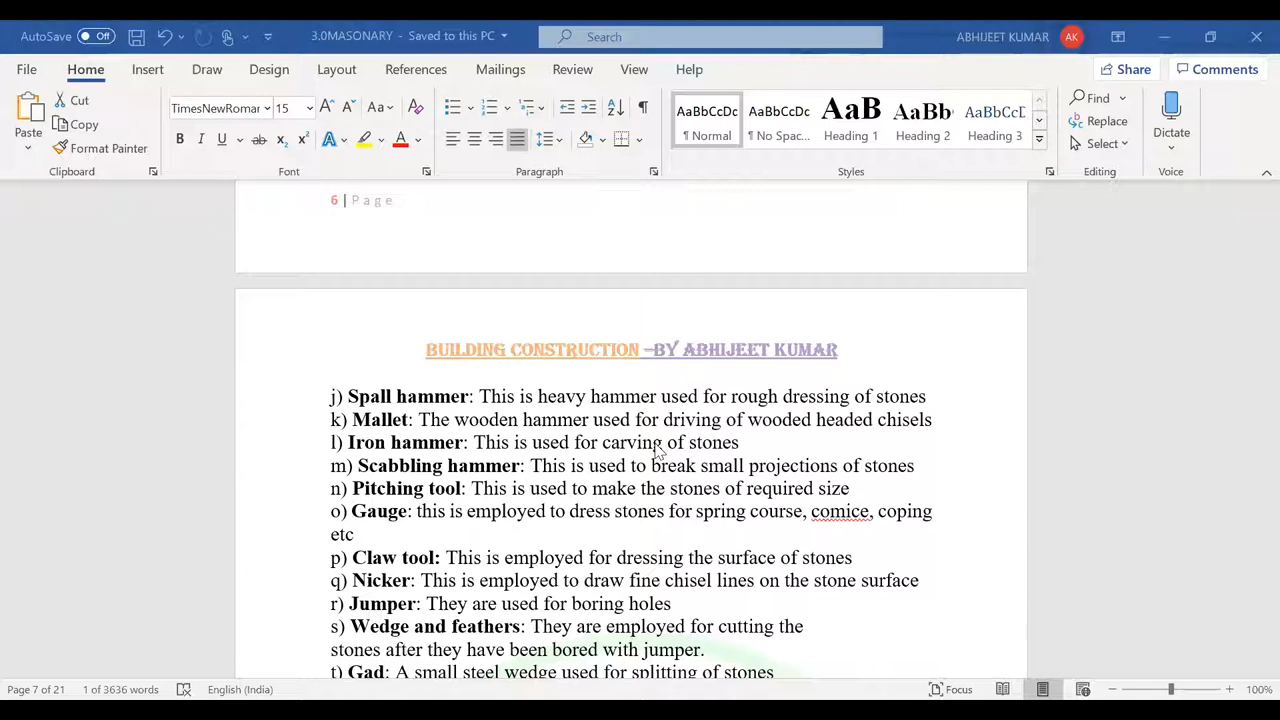 AutoSave Off 3.0MASONARY - Saved to this PC Search ABHIJEET KUMAR AK
File Home Insert Draw Design Layout References Mailings Review View Help Share Comments
Cut
Copy
Format Painter
Paste
TimesNewRomar 15
AaBbCcDc AaBbCcDc AaB AaBb( AaBbCcD
¶ Normal ¶ No Spac... Heading 1 Heading 2 Heading 3
Find
Replace
Select
Dictate
Clipboard Font Paragraph Styles Editing Voice
6 | Page
BUILDING CONSTRUCTION –BY ABHIJEET KUMAR
j) Spall hammer: This is heavy hammer used for rough dressing of stones
k) Mallet: The wooden hammer used for driving of wooded headed chisels
l) Iron hammer: This is used for carving of stones
m) Scabbling hammer: This is used to break small projections of stones
n) Pitching tool: This is used to make the stones of required size
o) Gauge: this is employed to dress stones for spring course, comice, coping
etc
p) Claw tool: This is employed for dressing the surface of stones
q) Nicker: This is employed to draw fine chisel lines on the stone surface
r) Jumper: They are used for boring holes
s) Wedge and feathers: They are employed for cutting the
stones after they have been bored with jumper.
t) Gad: A small steel wedge used for splitting of stones
Page 7 of 21 1 of 3636 words English (India) Focus 100%